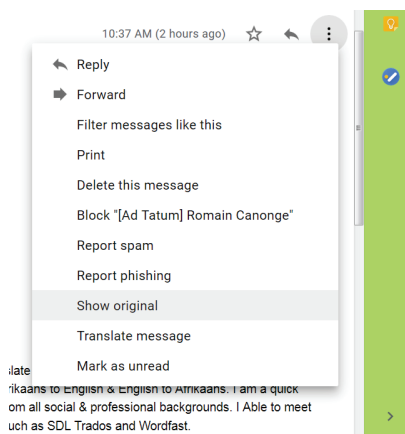 10:37 AM (2 hours ago)
Reply
Forward
Filter messages like this
Print
Delete this message
Block "[Ad Tatum] Romain Canonge"
Report spam
Report phishing
Show original
Translate message
Mark as unread
slate
rikaans to English & English to Afrikaans. I am a quick
om all social & professional backgrounds. I Able to meet
uch as SDL Trados and Wordfast.